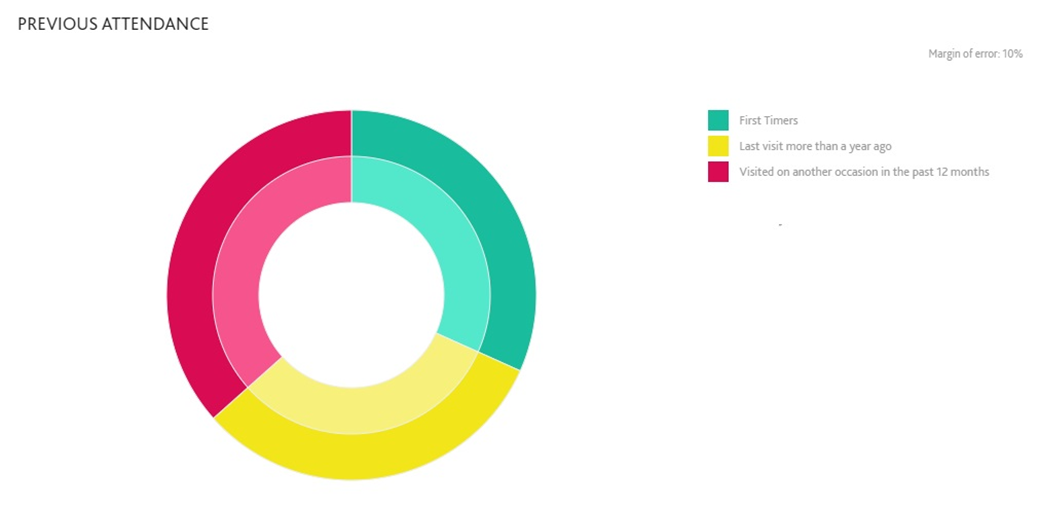 PREVIOUS ATTENDANCE
Margin of error: 10%
First Timers
Last visit more than a year ago
Visited on another occasion in the past 12 months
-